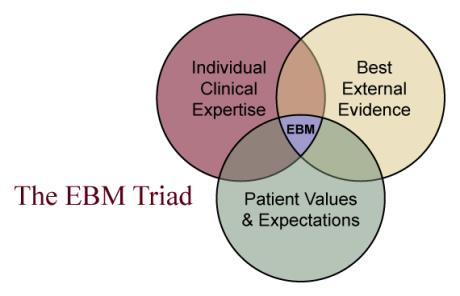 Individual
Clinical
Expertise
Best
External
Evidence
EBM
The EBM Triad
Patient Values
& Expectations